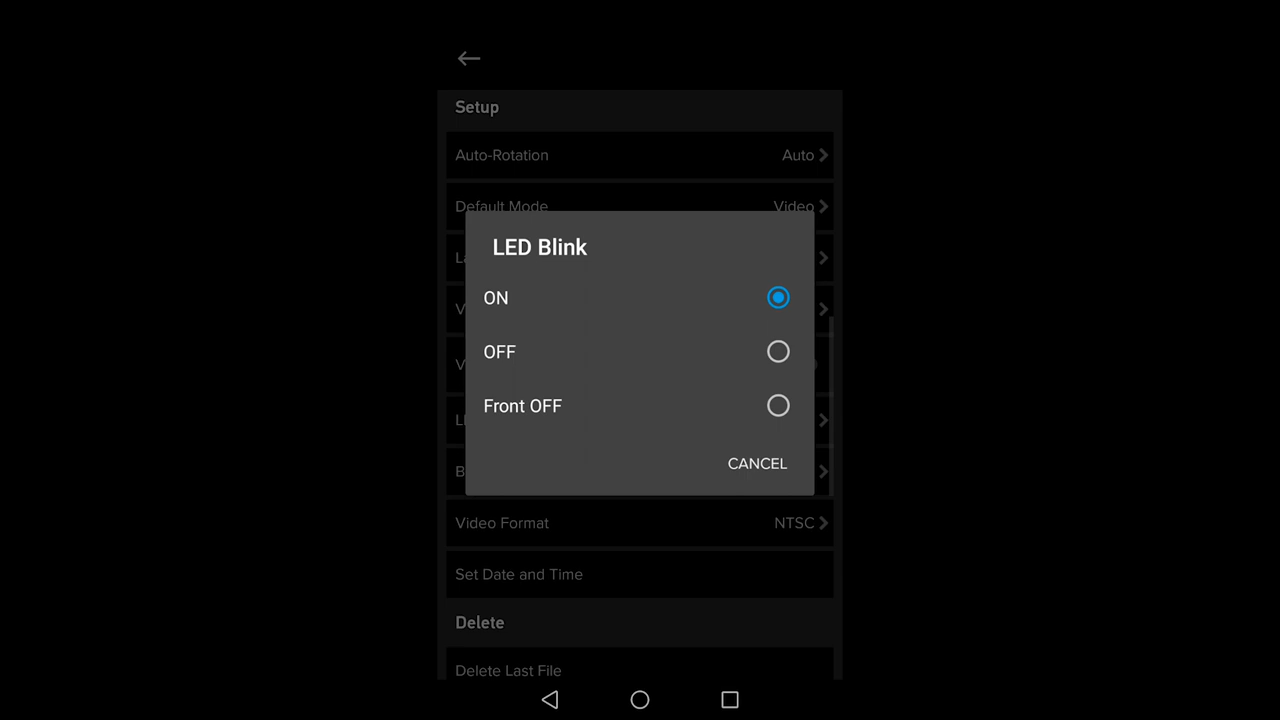 Setup
Auto-Rotation Auto
Default Mode Video
LED Blink
ON
OFF
Front OFF
CANCEL
Video Format NTSC
Set Date and Time
Delete
Delete Last File